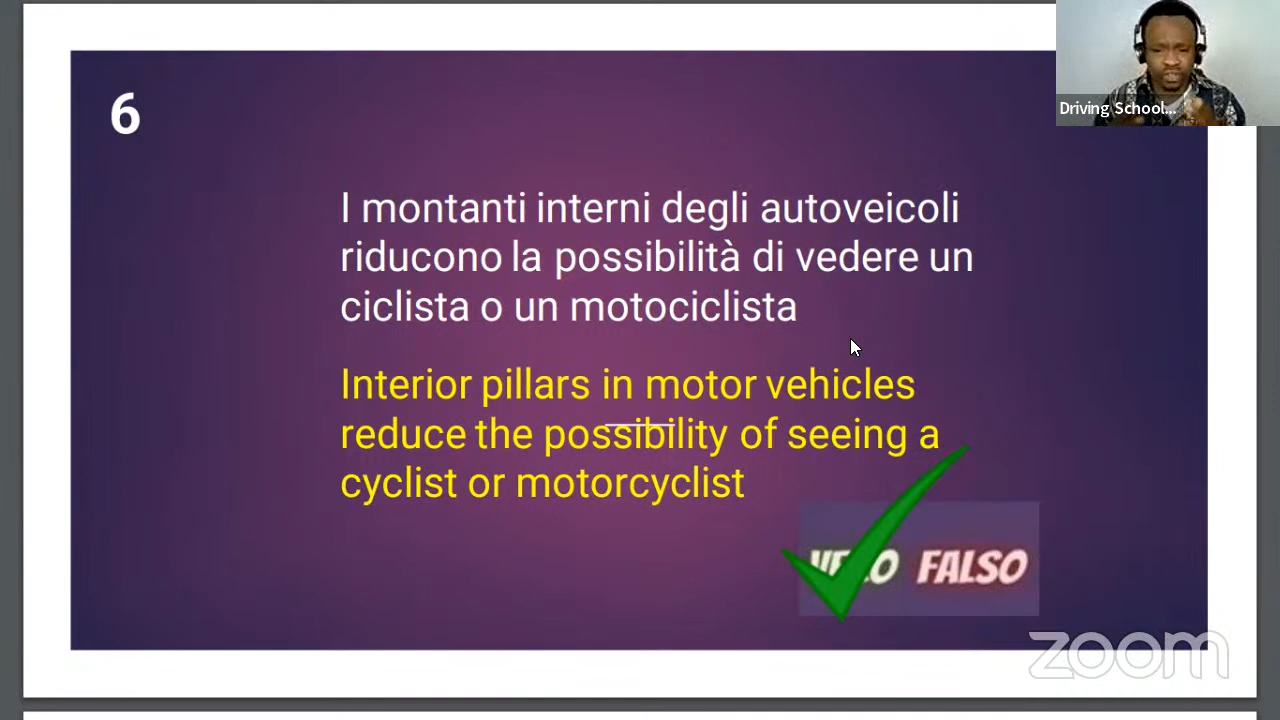 6
Driving School...
I montanti interni degli autoveicoli
riducono la possibilità di vedere un
ciclista o un motociclista
Interior pillars in motor vehicles
reduce the possibility of seeing a
cyclist or motorcyclist
VERO FALSO
zoom